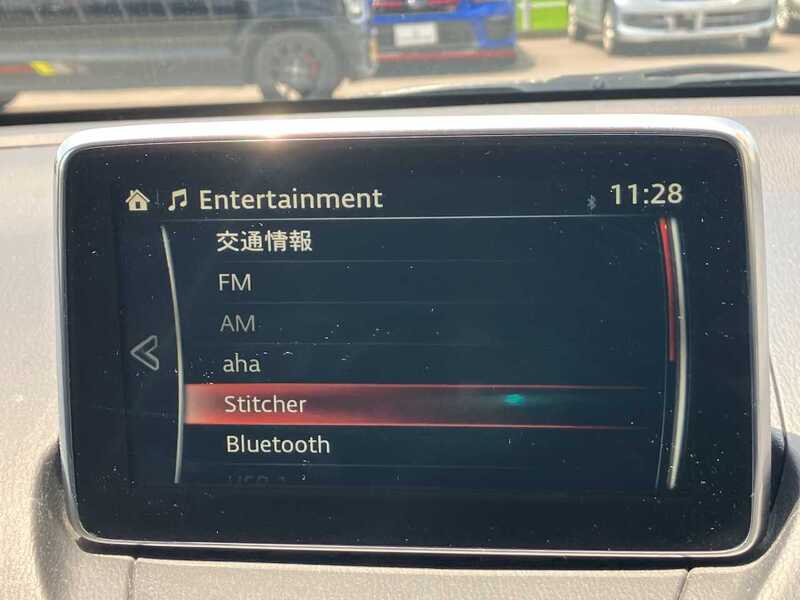 Entertainment 11:28
交通情報
FM
AM
aha
Stitcher
Bluetooth